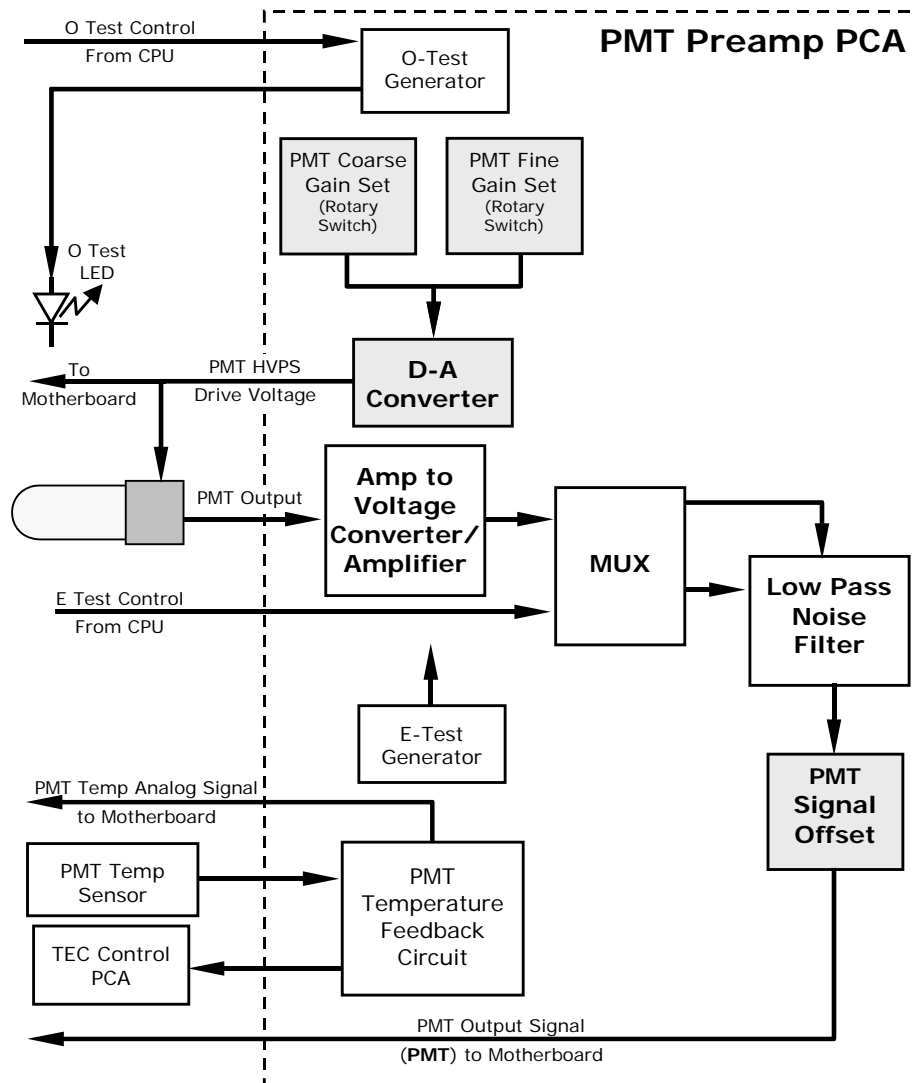 O Test Control
From CPU
PMT Preamp PCA
O-Test
Generator
PMT Coarse
Gain Set
(Rotary
Switch)
PMT Fine
Gain Set
(Rotary
Switch)
O Test
LED
D-A
Converter
PMT HVPS
Drive Voltage
To
Motherboard
Amp to
Voltage
Converter/
Amplifier
PMT Output
MUX
Low Pass
Noise
Filter
E Test Control
From CPU
E-Test
Generator
PMT
Signal
Offset
PMT Temp Analog Signal
to Motherboard
PMT Temp
Sensor
PMT
Temperature
Feedback
Circuit
TEC Control
PCA
PMT Output Signal
(PMT) to Motherboard